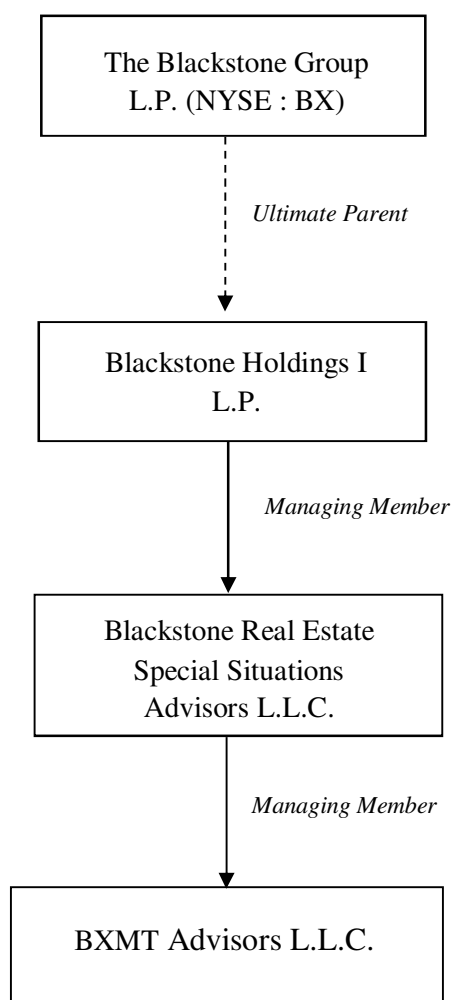 The Blackstone Group
L.P. (NYSE : BX)
Ultimate Parent
Blackstone Holdings I
L.P.
Managing Member
Blackstone Real Estate
Special Situations
Advisors L.L.C.
Managing Member
BXMT Advisors L.L.C.